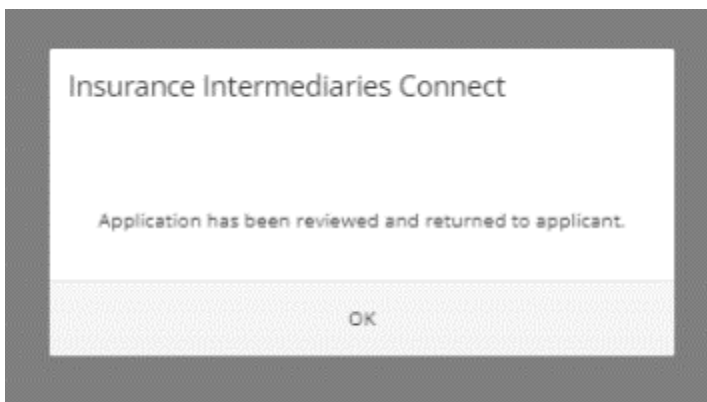 Insurance Intermediaries Connect
Application has been reviewed and returned to applicant.
OK